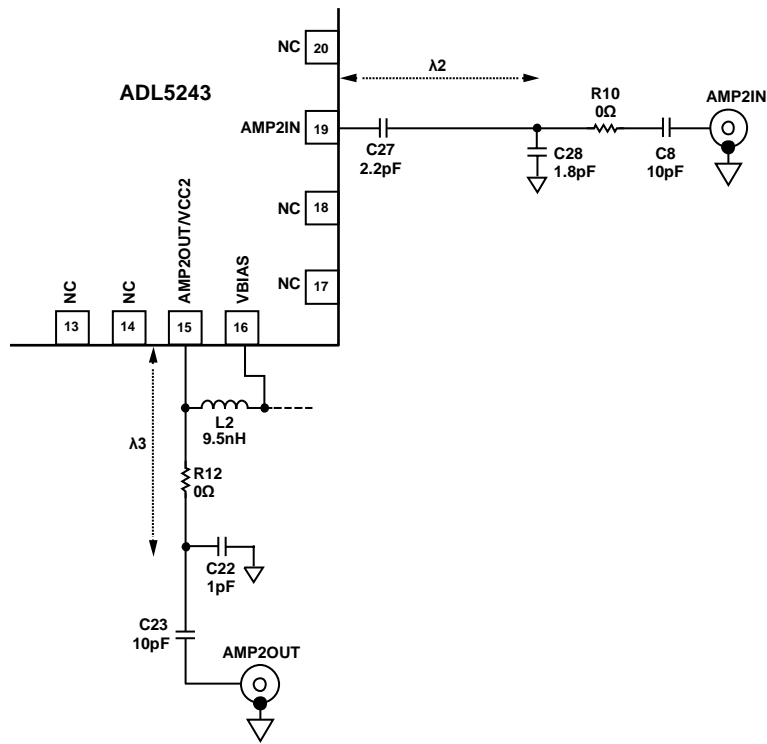 NC
20
λ2
ADL5243
R10
0Ω
AMP2IN
AMP2IN
19
C27
2.2pF
C28
1.8pF
C8
10pF
NC
18
NC
17
NC
NC
AMP2OUT/VCC2
VBIAS
13
14
15
16
L2
9.5nH
λ3
R12
0Ω
C22
1pF
C23
10pF
AMP2OUT